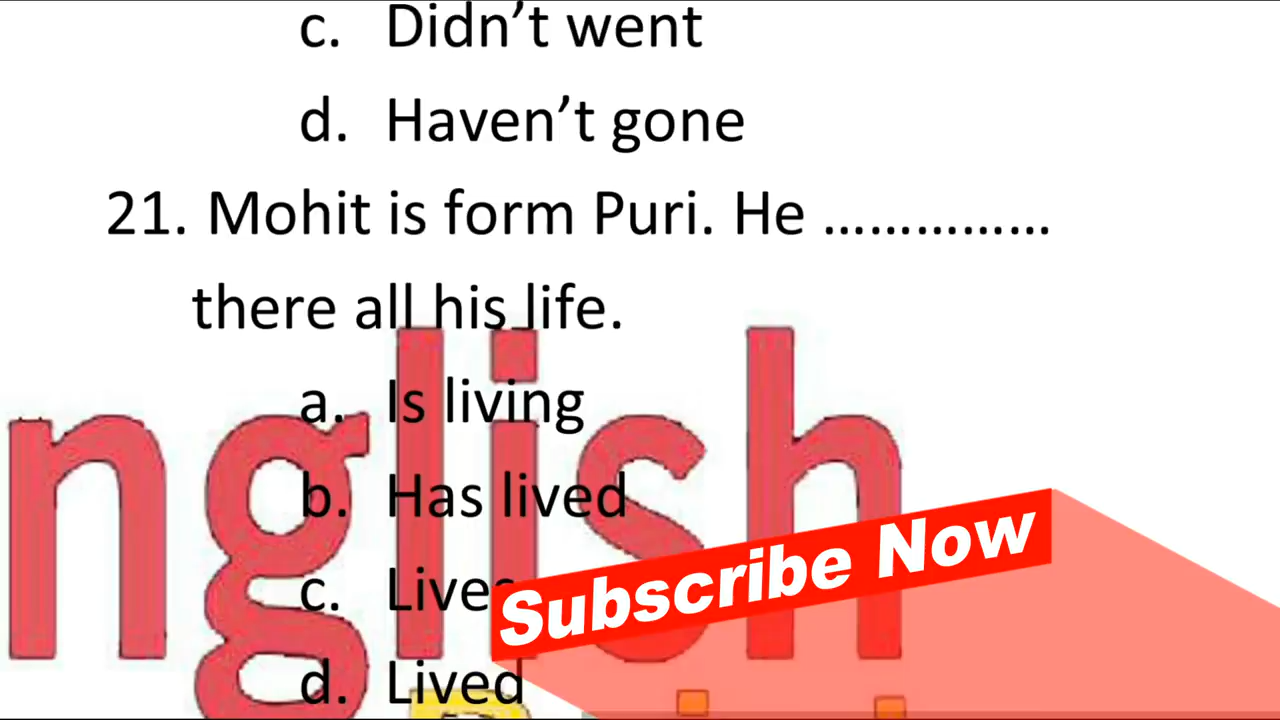 c. Didn’t went
d. Haven’t gone
21. Mohit is form Puri. He ...............
there all his life.
a. Is living
b. Has lived
c. Lives
d. Lived
nglish
Subscribe Now